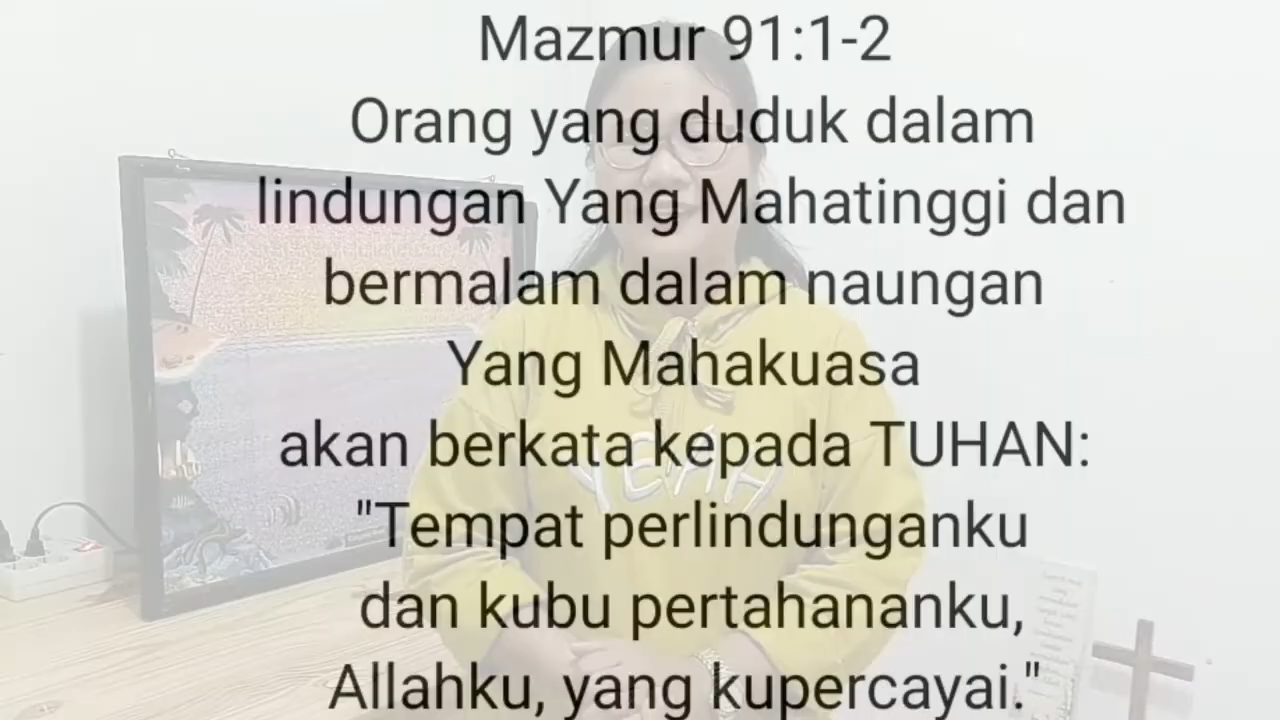 Mazmur 91:1-2
Orang yang duduk dalam
lindungan Yang Mahatinggi dan
bermalam dalam naungan
Yang Mahakuasa
akan berkata kepada TUHAN:
"Tempat perlindunganku
dan kubu pertahananku,
Allahku, yang kupercayai."
YEAH